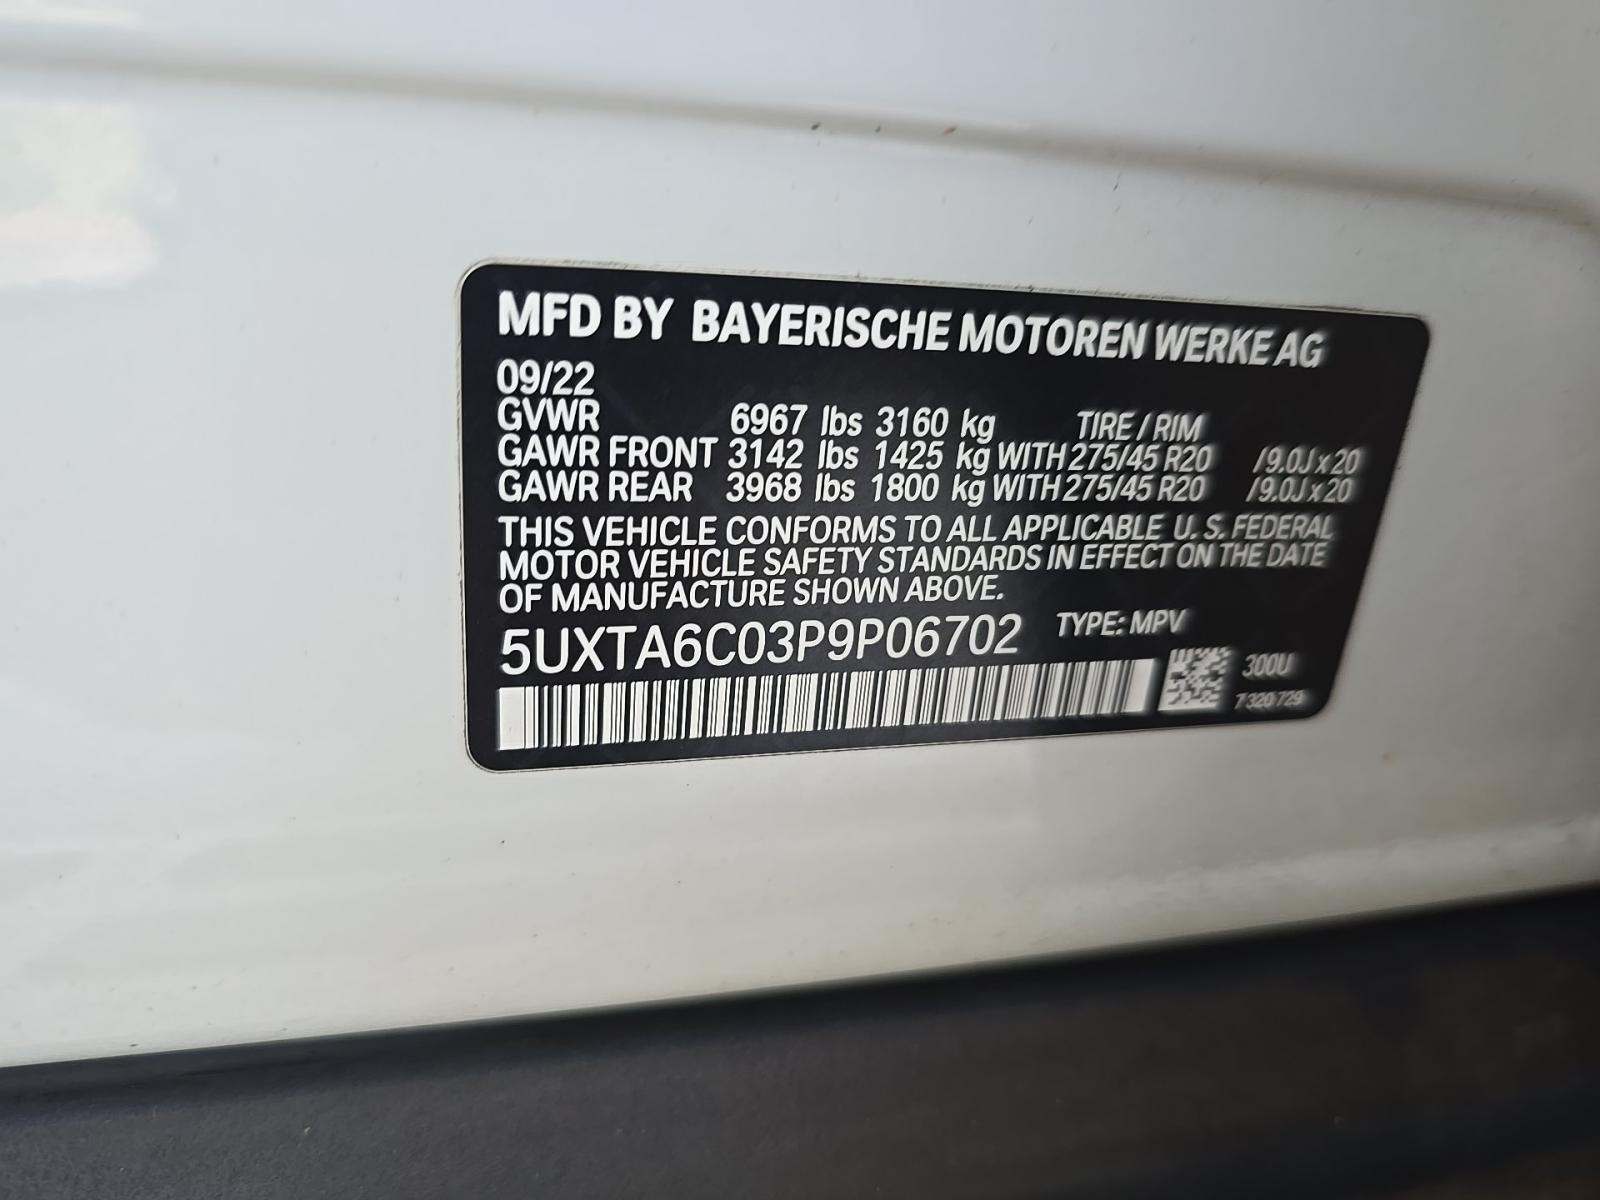 MFD BY BAYERISCHE MOTOREN WERKE AG
09/22
GVWR 6967 lbs 3160 kg TIRE / RIM
GAWR FRONT 3142 lbs 1425 kg WITH 275/45 R20 /9.0J x 20
GAWR REAR 3968 lbs 1800 kg WITH 275/45 R20 /9.0J x 20
THIS VEHICLE CONFORMS TO ALL APPLICABLE U. S. FEDERAL
MOTOR VEHICLE SAFETY STANDARDS IN EFFECT ON THE DATE
OF MANUFACTURE SHOWN ABOVE.
5UXTA6C03P9P06702 TYPE: MPV
300U
7 320 729